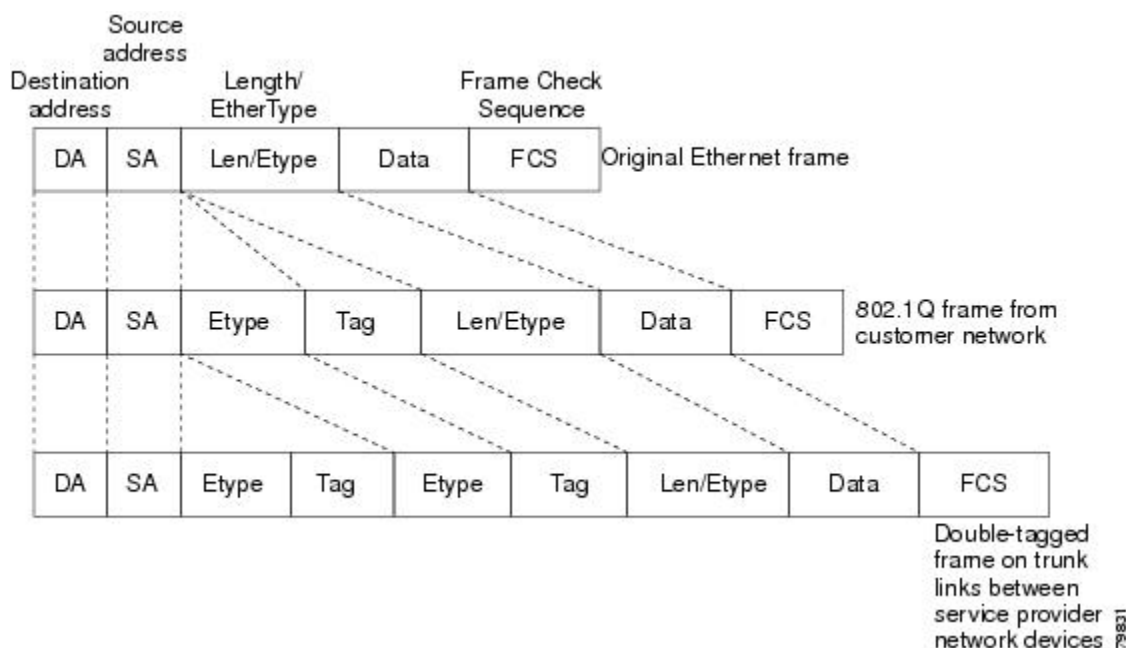 Source
address
Destination
address
Length/
EtherType
Frame Check
Sequence
DA SA Len/Etype Data FCS Original Ethernet frame
DA SA Etype Tag Len/Etype Data FCS 802.1Q frame from
customer network
DA SA Etype Tag Etype Tag Len/Etype Data FCS
Double-tagged
frame on trunk
links between
service provider
network devices
79831